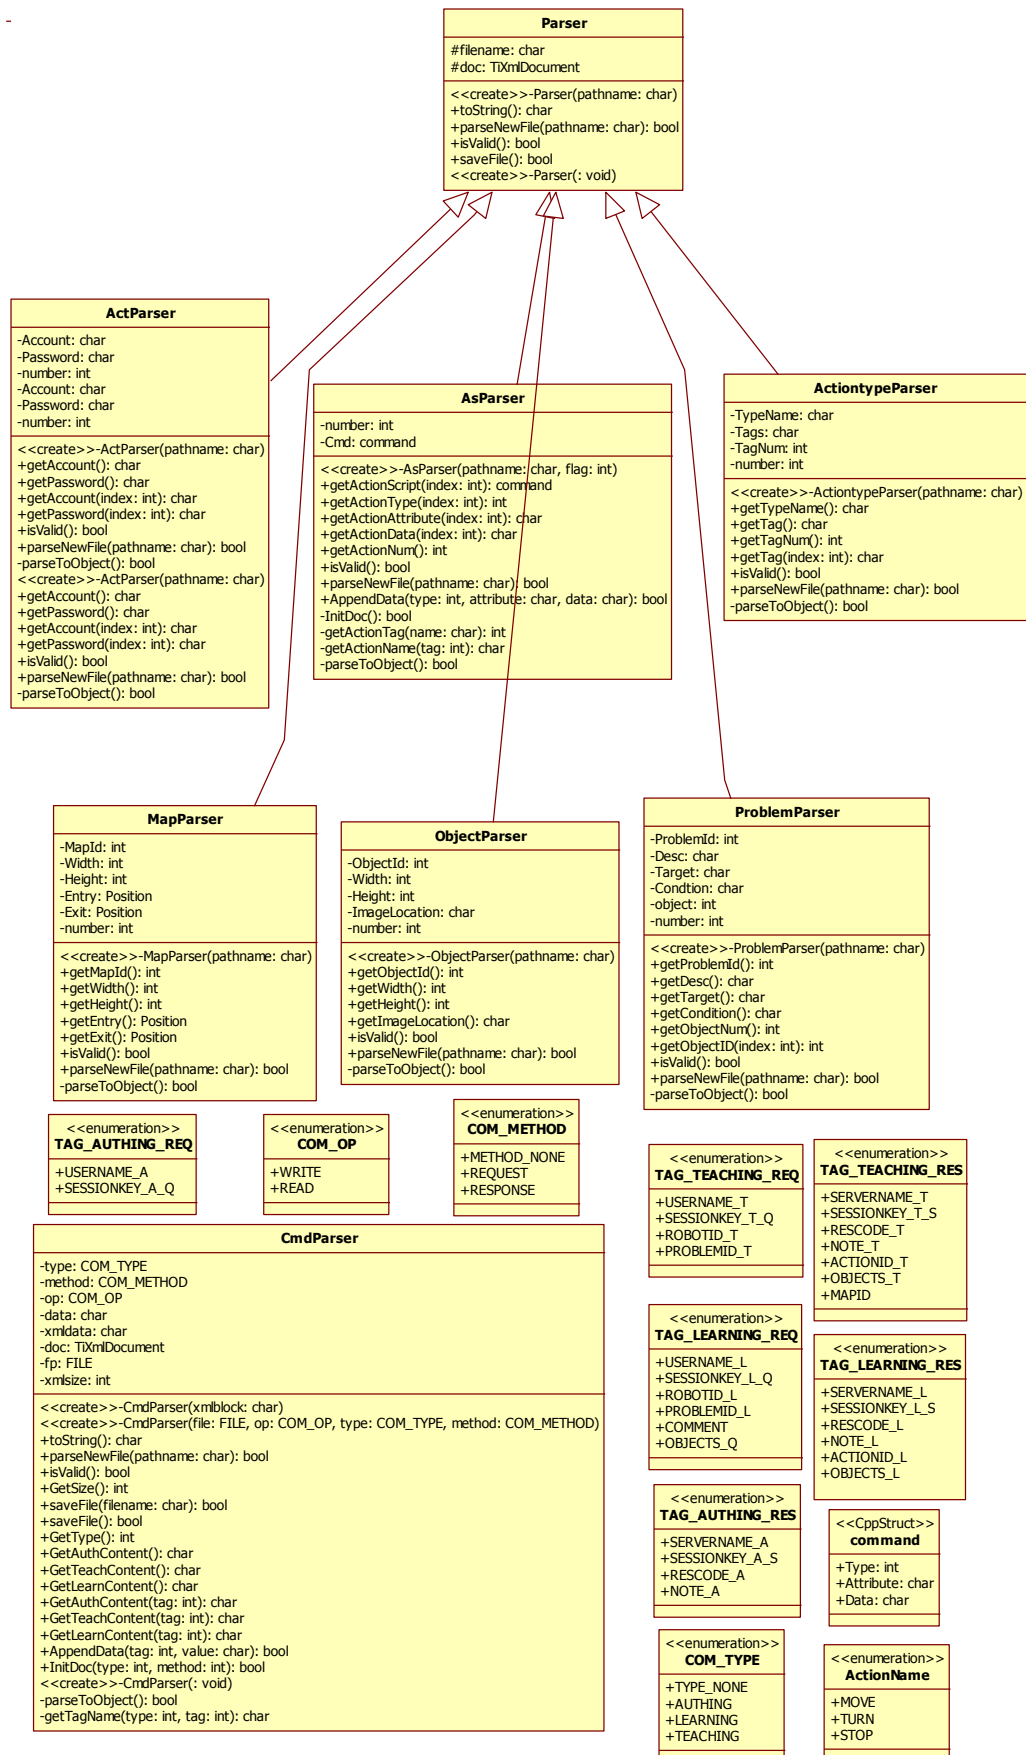 Parser
#filename: char
#doc: TiXmlDocument
<<create>>-Parser(pathname: char)
+toString(): char
+parseNewFile(pathname: char): bool
+isValid(): bool
+saveFile(): bool
<<create>>-Parser(: void)
ActParser
-Account: char
-Password: char
-number: int
-Account: char
-Password: char
-number: int
<<create>>-ActParser(pathname: char)
+getAccount(): char
+getPassword(): char
+getAccount(index: int): char
+getPassword(index: int): char
+isValid(): bool
+parseNewFile(pathname: char): bool
-parseToObject(): bool
<<create>>-ActParser(pathname: char)
+getAccount(): char
+getPassword(): char
+getAccount(index: int): char
+getPassword(index: int): char
+isValid(): bool
+parseNewFile(pathname: char): bool
-parseToObject(): bool
AsParser
-number: int
-Cmd: command
<<create>>-AsParser(pathname: char, flag: int)
+getActionScript(index: int): command
+getActionType(index: int): int
+getActionAttribute(index: int): char
+getActionData(index: int): char
+getActionNum(): int
+isValid(): bool
+parseNewFile(pathname: char): bool
+AppendData(type: int, attribute: char, data: char): bool
-InitDoc(): bool
-getActionTag(name: char): int
-getActionName(tag: int): char
-parseToObject(): bool
ActiontypeParser
-TypeName: char
-Tags: char
-TagNum: int
-number: int
<<create>>-ActiontypeParser(pathname: char)
+getTypeName(): char
+getTag(): char
+getTagNum(): int
+getTag(index: int): char
+isValid(): bool
+parseNewFile(pathname: char): bool
-parseToObject(): bool
MapParser
-MapId: int
-Width: int
-Height: int
-Entry: Position
-Exit: Position
-number: int
<<create>>-MapParser(pathname: char)
+getMapId(): int
+getWidth(): int
+getHeight(): int
+getEntry(): Position
+getExit(): Position
+isValid(): bool
+parseNewFile(pathname: char): bool
-parseToObject(): bool
ObjectParser
-ObjectId: int
-Width: int
-Height: int
-ImageLocation: char
-number: int
<<create>>-ObjectParser(pathname: char)
+getObjectId(): int
+getWidth(): int
+getHeight(): int
+getImageLocation(): char
+isValid(): bool
+parseNewFile(pathname: char): bool
-parseToObject(): bool
ProblemParser
-ProblemId: int
-Desc: char
-Target: char
-Condtion: char
-object: int
-number: int
<<create>>-ProblemParser(pathname: char)
+getProblemId(): int
+getDesc(): char
+getTarget(): char
+getCondition(): char
+getObjectNum(): int
+getObjectID(index: int): int
+isValid(): bool
+parseNewFile(pathname: char): bool
-parseToObject(): bool
<<enumeration>>
TAG_AUTHING_REQ
+USERNAME_A
+SESSIONKEY_A_Q
<<enumeration>>
COM_OP
+WRITE
+READ
<<enumeration>>
COM_METHOD
+METHOD_NONE
+REQUEST
+RESPONSE
<<enumeration>>
TAG_TEACHING_REQ
+USERNAME_T
+SESSIONKEY_T_Q
+ROBOTID_T
+PROBLEMID_T
<<enumeration>>
TAG_TEACHING_RES
+SERVERNAME_T
+SESSIONKEY_T_S
+RESCODE_T
+NOTE_T
+ACTIONID_T
+OBJECTS_T
+MAPID
CmdParser
-type: COM_TYPE
-method: COM_METHOD
-op: COM_OP
-data: char
-xmldata: char
-doc: TiXmlDocument
-fp: FILE
-xmlsize: int
<<create>>-CmdParser(xmlblock: char)
<<create>>-CmdParser(file: FILE, op: COM_OP, type: COM_TYPE, method: COM_METHOD)
+toString(): char
+parseNewFile(pathname: char): bool
+isValid(): bool
+GetSize(): int
+saveFile(filename: char): bool
+saveFile(): bool
+GetType(): int
+GetAuthContent(): char
+GetTeachContent(): char
+GetLearnContent(): char
+GetAuthContent(tag: int): char
+GetTeachContent(tag: int): char
+GetLearnContent(tag: int): char
+AppendData(tag: int, value: char): bool
+InitDoc(type: int, method: int): bool
<<create>>-CmdParser(: void)
-parseToObject(): bool
-getTagName(type: int, tag: int): char
<<enumeration>>
TAG_LEARNING_REQ
+USERNAME_L
+SESSIONKEY_L_Q
+ROBOTID_L
+PROBLEMID_L
+COMMENT
+OBJECTS_Q
<<enumeration>>
TAG_LEARNING_RES
+SERVERNAME_L
+SESSIONKEY_L_S
+RESCODE_L
+NOTE_L
+ACTIONID_L
+OBJECTS_L
<<enumeration>>
TAG_AUTHING_RES
+SERVERNAME_A
+SESSIONKEY_A_S
+RESCODE_A
+NOTE_A
<<CppStruct>>
command
+Type: int
+Attribute: char
+Data: char
<<enumeration>>
COM_TYPE
+TYPE_NONE
+AUTHING
+LEARNING
+TEACHING
<<enumeration>>
ActionName
+MOVE
+TURN
+STOP